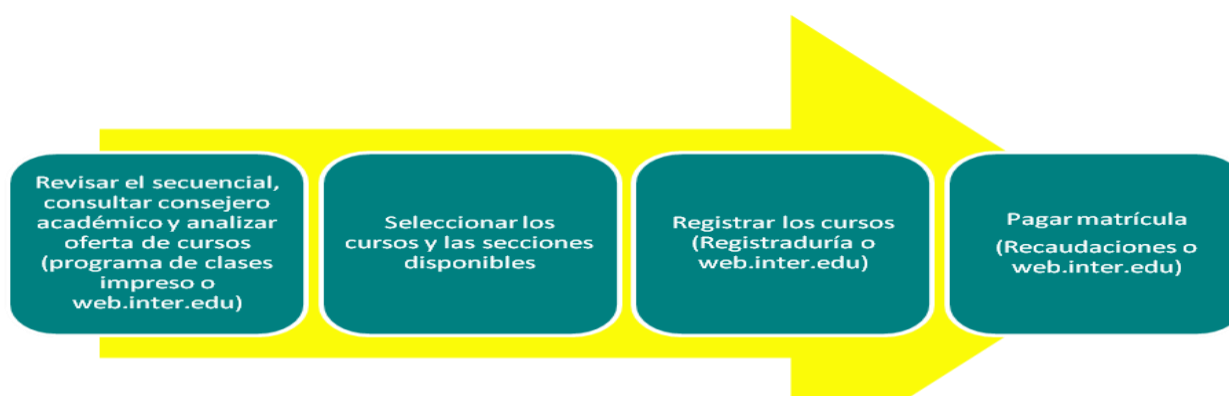 Revisar el secuencial,
consultar consejero
académico y analizar
oferta de cursos
(programa de clases
impreso o
web.inter.edu)
Seleccionar los
cursos y las secciones
disponibles
Registrar los cursos
(Registraduría o
web.inter.edu)
Pagar matrícula
(Recaudaciones o
web.inter.edu)